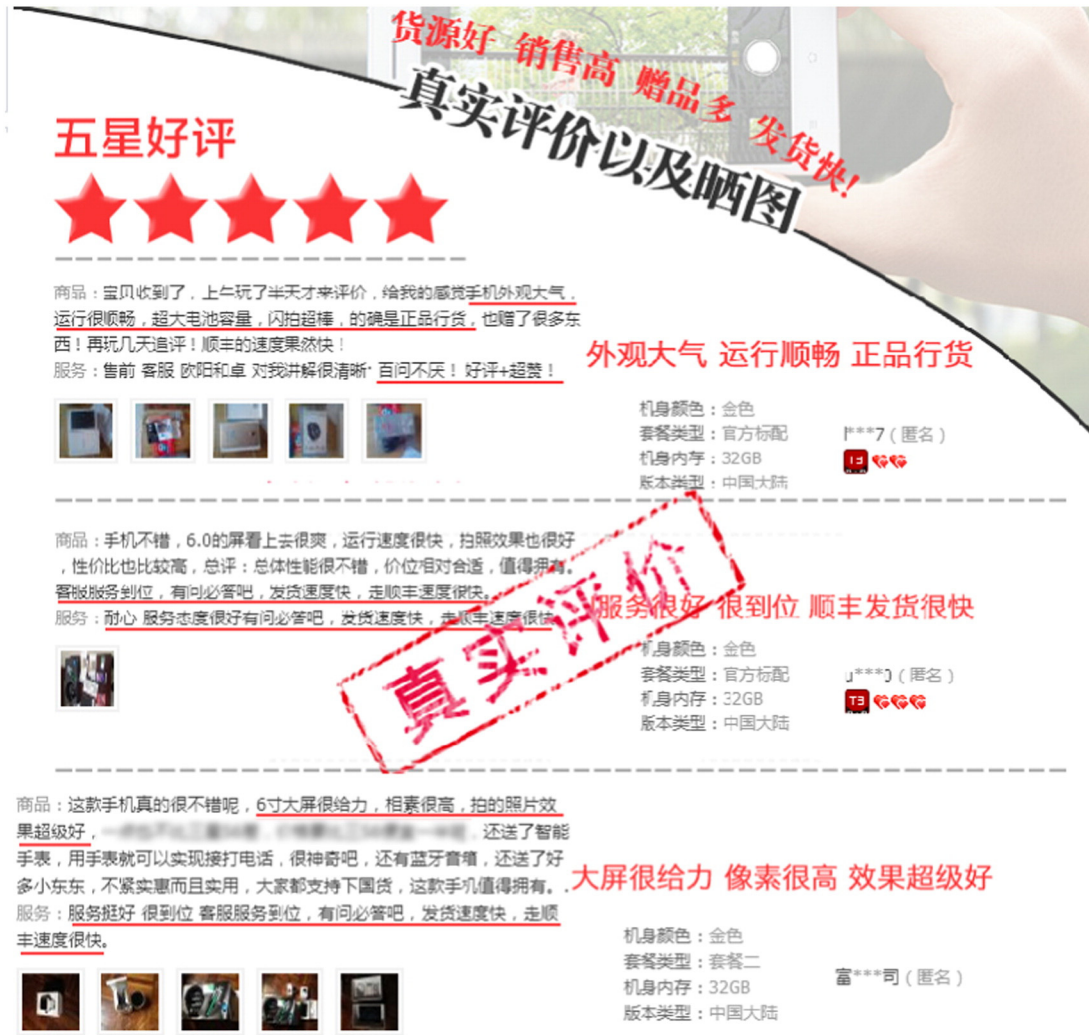 货源好 销售高 赠品多 发货快!
真实评价以及晒图
五星好评
商品：宝贝收到了，上午玩了半天才来评价，给我的感觉手机外观大气，
运行很顺畅，超大电池容量，闪拍超棒，的确是正品行货，也赠了很多东
西！再玩几天追评！顺丰的速度果然快！
服务：售前 客服 欧阳和卓 对我讲解很清晰 百问不厌！ 好评+超赞！
外观大气 运行顺畅 正品行货
机身颜色：金色
套餐类型：官方标配
机身内存：32GB
版本类型：中国大陆
l***7（匿名）
T3
商品：手机不错，6.0的屏看上去很爽，运行速度很快，拍照效果也很好
，性价比也比较高，总评：总体性能很不错，价位相对合适，值得拥有。
客服服务到位，有问必答吧，发货速度快，走顺丰速度很快。
服务：耐心 服务态度很好有问必答吧，发货速度快，走顺丰速度很快
真实评价
服务很好 很到位 顺丰发货很快
机身颜色：金色
套餐类型：官方标配
机身内存：32GB
版本类型：中国大陆
u***0（匿名）
T3
商品：这款手机真的很不错呢，6寸大屏很给力，相素很高，拍的照片效
果超级好，还送了智能
手表，用手表就可以实现接打电话，很神奇吧，还有蓝牙音箱，还送了好
多小东东，不紧实惠而且实用，大家都支持下国货，这款手机值得拥有。.
服务：服务挺好 很到位 客服服务到位，有问必答吧，发货速度快，走顺
丰速度很快。
大屏很给力 像素很高 效果超级好
机身颜色：金色
套餐类型：套餐二
机身内存：32GB
版本类型：中国大陆
富***司（匿名）